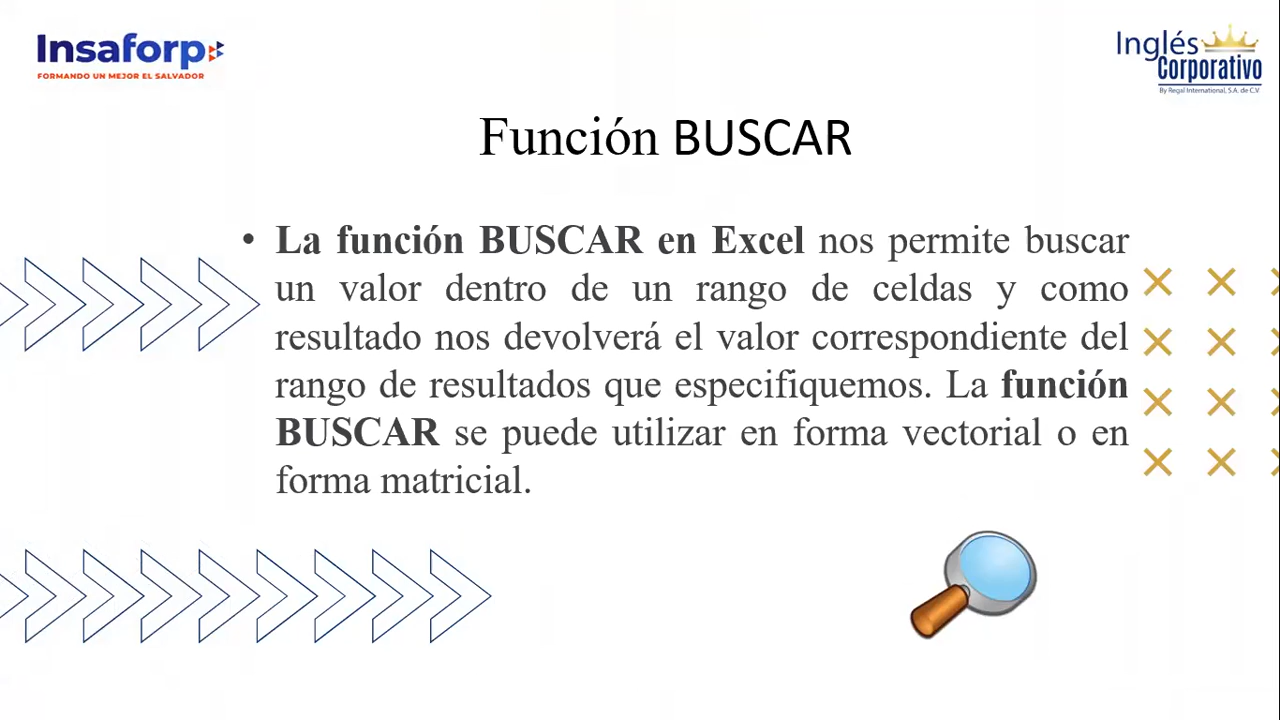 Insaforp
FORMANDO UN MEJOR EL SALVADOR
Inglés
Corporativo
By Regal International, S.A. de C.V
Función BUSCAR
• La función BUSCAR en Excel nos permite buscar
un valor dentro de un rango de celdas y como
resultado nos devolverá el valor correspondiente del
rango de resultados que especifiquemos. La función
BUSCAR se puede utilizar en forma vectorial o en
forma matricial.